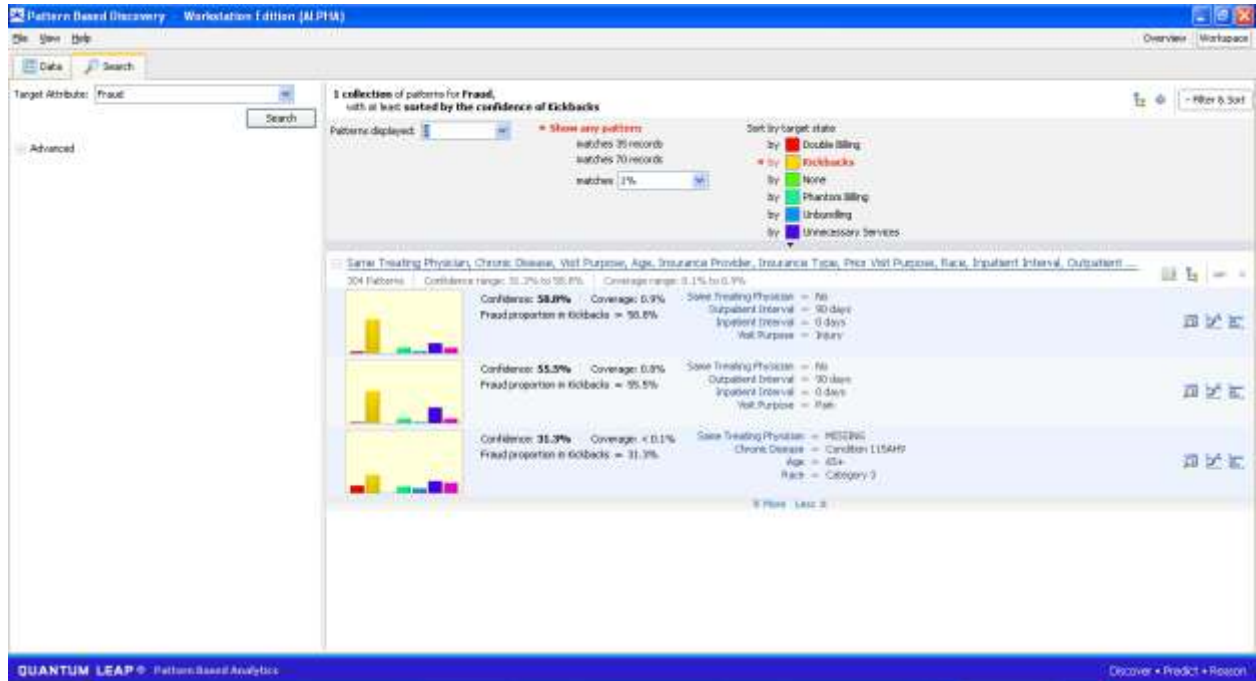 Pattern Based Discovery Workstation Edition (ALPHA)
File View Help
Overview Workspace
Data Search
Target Attribute: Fraud
Search
Advanced
1 collection of patterns for Fraud,
with at least sorted by the confidence of Kickbacks
Filter & Sort
Patterns displayed:
Show any pattern
matches 35 records
matches 70 records
matches 1%
Sort by target state
by Double Billing
by Kickbacks
by None
by Phantom Billing
by Unbundling
by Unnecessary Services
Same Treating Physician, Chronic Disease, Visit Purpose, Age, Insurance Provider, Insurance Type, Prior Visit Purpose, Race, Inpatient Interval, Outpatient ...
304 Patterns Confidence range: 31.3% to 58.8% Coverage range: 0.1% to 0.9%
Confidence: 58.8% Coverage: 0.9%
Fraud proportion in Kickbacks = 58.8%
Same Treating Physician = No
Outpatient Interval = 90 days
Inpatient Interval = 0 days
Visit Purpose = Injury
Confidence: 55.5% Coverage: 0.8%
Fraud proportion in Kickbacks = 55.5%
Same Treating Physician = No
Outpatient Interval = 90 days
Inpatient Interval = 0 days
Visit Purpose = Pain
Confidence: 31.3% Coverage: < 0.1%
Fraud proportion in Kickbacks = 31.3%
Same Treating Physician = MISSING
Chronic Disease = Condition
Age = 65+
Race = Category 3
More Less
QUANTUM LEAP Pattern Based Analytics
Discover • Predict • Reason